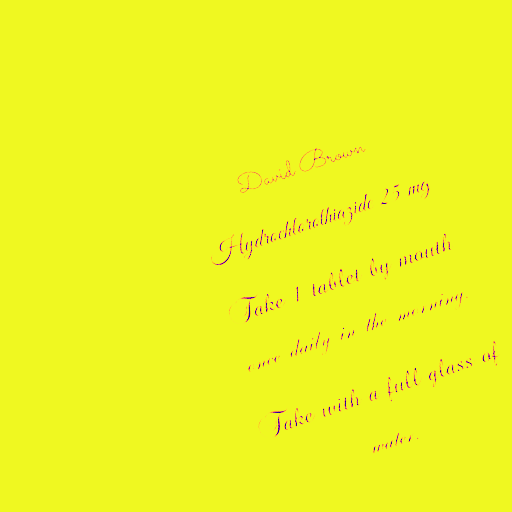 David Brown
Hydrochlorothiazide 25 mg
Take 1 tablet by mouth
once daily in the morning.
Take with a full glass of
water.